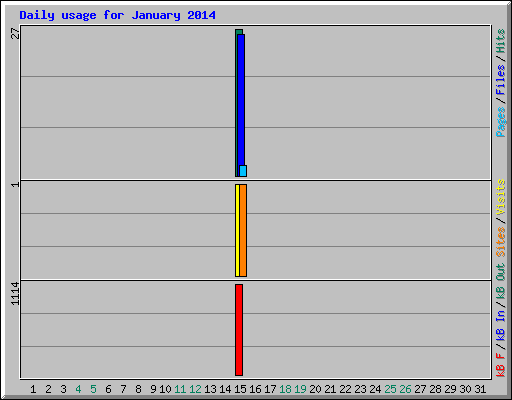 Daily usage for January 2014
27
Pages/Files/Hits
1
Sites/Visits
1114
kB F/kB In/kB Out
1 2 3 4 5 6 7 8 9 10 11 12 13 14 15 16 17 18 19 20 21 22 23 24 25 26 27 28 29 30 31